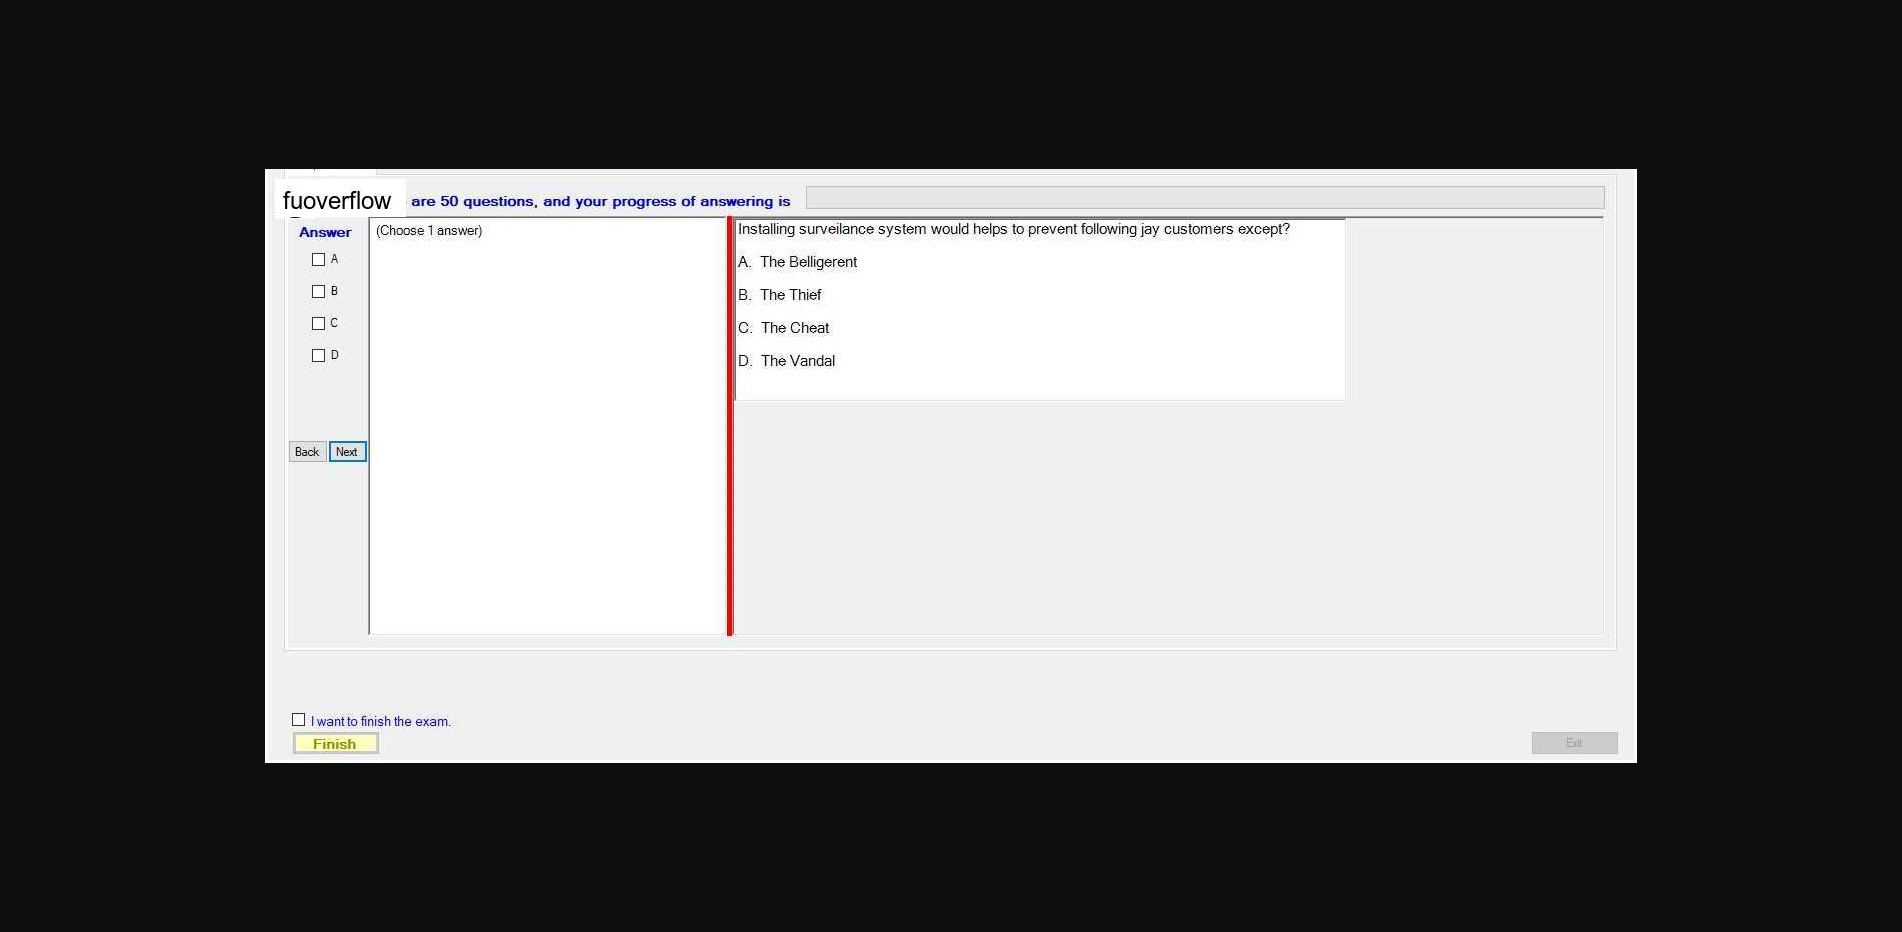 fuoverflow are 50 questions, and your progress of answering is
Answer
A
B
C
D
Back Next
(Choose 1 answer)
Installing surveilance system would helps to prevent following jay customers except?
A. The Belligerent
B. The Thief
C. The Cheat
D. The Vandal
I want to finish the exam.
Finish
Exit